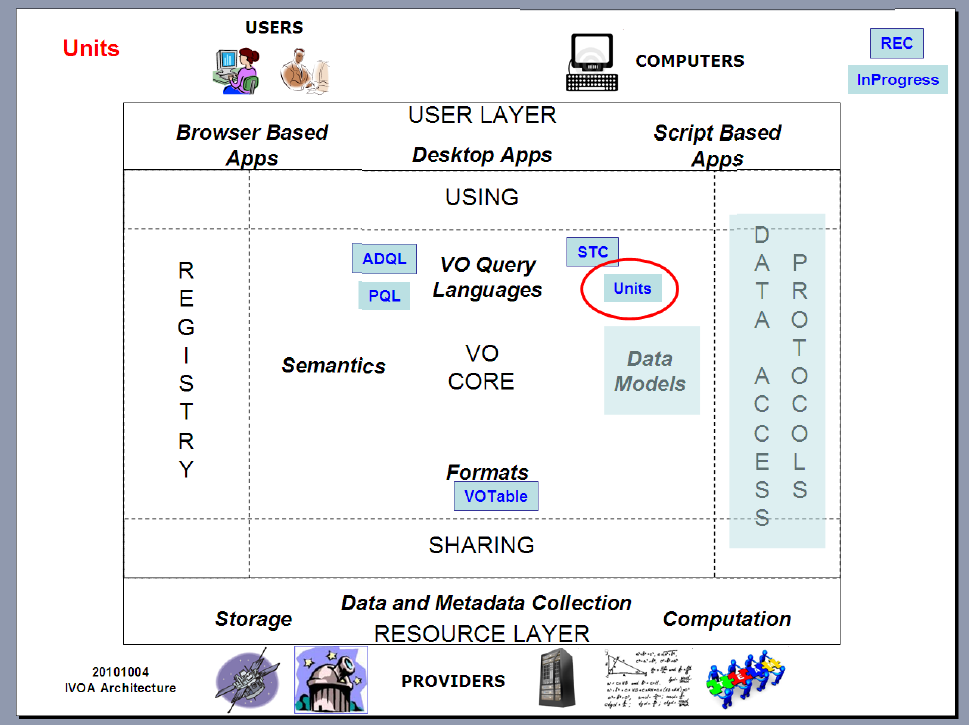 Units
USERS
COMPUTERS
REC
InProgress
USER LAYER
Browser Based
Apps
Desktop Apps
Script Based
Apps
USING
REGISTRY
ADQL
PQL
VO Query
Languages
STC
Units
Semantics
VO
CORE
Data
Models
DATA ACCESS
PROTOCOLS
Formats
VOTable
SHARING
Storage
Data and Metadata Collection
Computation
RESOURCE LAYER
20101004
IVOA Architecture
PROVIDERS